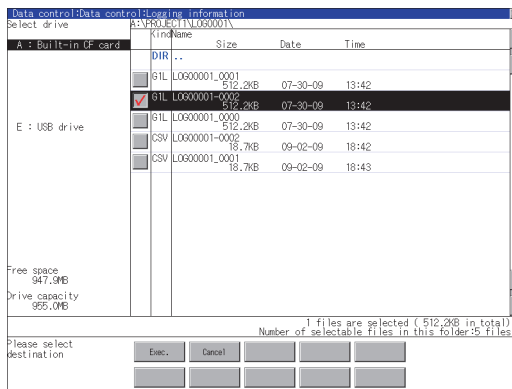 Data control:Data control:Logging information
Select drive
A:\PROJECT1\LOG0001\
A : Built-in CF card
E : USB drive
Kind Name
Size Date Time
DIR ..
G1L LOG00001_0001
512.2KB 07-30-09 13:42
G1L LOG00001-0002
512.2KB 07-30-09 13:42
G1L LOG00001_0000
512.2KB 07-30-09 13:42
CSV LOG00001-0002
18.7KB 09-02-09 18:42
CSV LOG00001_0001
18.7KB 09-02-09 18:43
Free space
947.9MB
Drive capacity
955.0MB
1 files are selected ( 512.2KB in total)
Number of selectable files in this folder:5 files
Please select
destination
Exec. Cancel